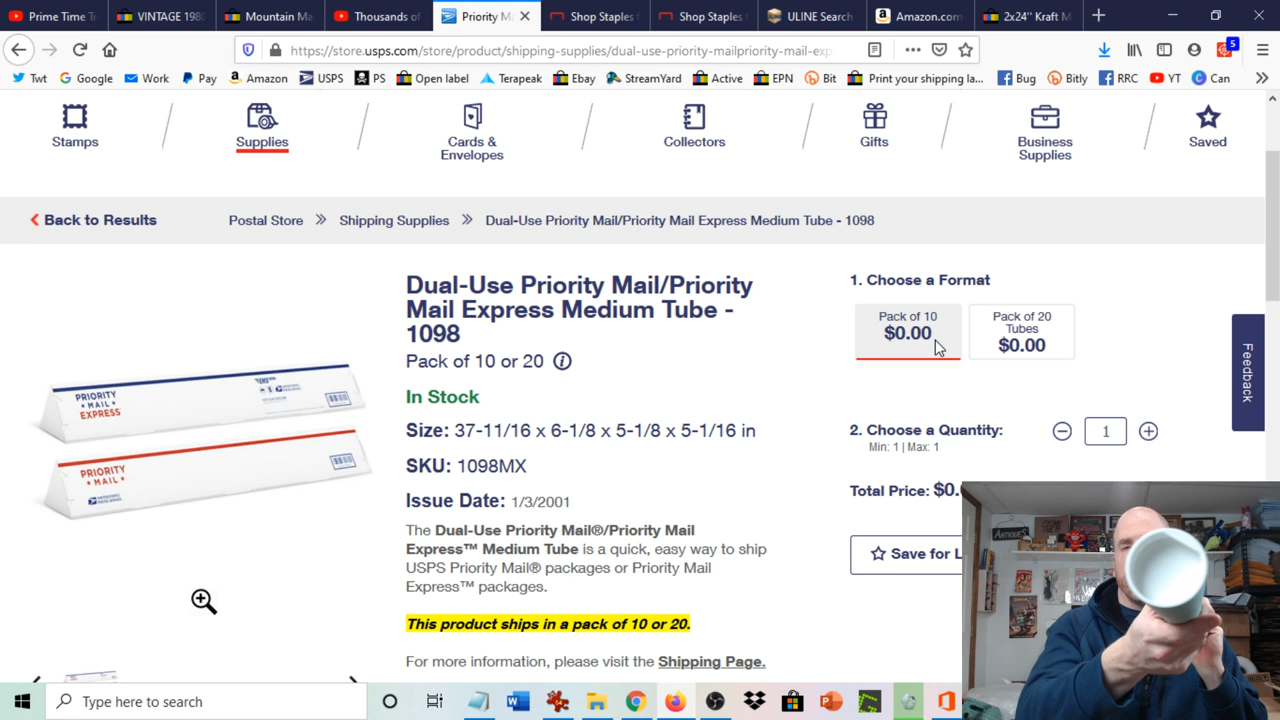 Prime Time Tr
VINTAGE 1980
Mountain Ma
Thousands of
Priority Ma
Shop Staples f
Shop Staples f
ULINE Search
Amazon.com
2x24" Kraft M
https://store.usps.com/store/product/shipping-supplies/dual-use-priority-mailpriority-mail-exp
5
Twt
Google
Work
Pay
Amazon
USPS
PS
Open label
Terapeak
Ebay
StreamYard
Active
EPN
Bit
Print your shipping la...
Bug
Bitly
RRC
YT
Can
Stamps
Supplies
Cards &
Envelopes
Collectors
Gifts
Business
Supplies
Saved
Back to Results
Postal Store » Shipping Supplies » Dual-Use Priority Mail/Priority Mail Express Medium Tube - 1098
PRIORITY
MAIL
EXPRESS
PRIORITY
MAIL
Dual-Use Priority Mail/Priority
Mail Express Medium Tube -
1098
Pack of 10 or 20
In Stock
Size: 37-11/16 x 6-1/8 x 5-1/8 x 5-1/16 in
SKU: 1098MX
Issue Date: 1/3/2001
The Dual-Use Priority Mail®/Priority Mail
Express™ Medium Tube is a quick, easy way to ship
USPS Priority Mail® packages or Priority Mail
Express™ packages.
This product ships in a pack of 10 or 20.
For more information, please visit the Shipping Page.
1. Choose a Format
Pack of 10
$0.00
Pack of 20
Tubes
$0.00
2. Choose a Quantity:
Min: 1 | Max: 1
1
Total Price: $0.
Save for L
Feedback
ANTIQUES
Type here to search